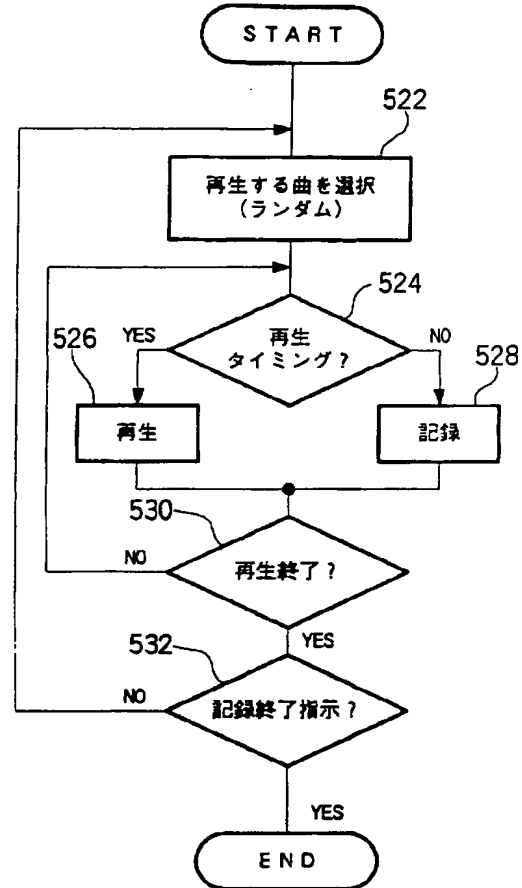 START
522
再生する曲を選択
(ランダム)
524
再生
タイミング?
YES
NO
526
528
再生
記録
530
再生終了?
NO
YES
532
記録終了指示?
NO
YES
END